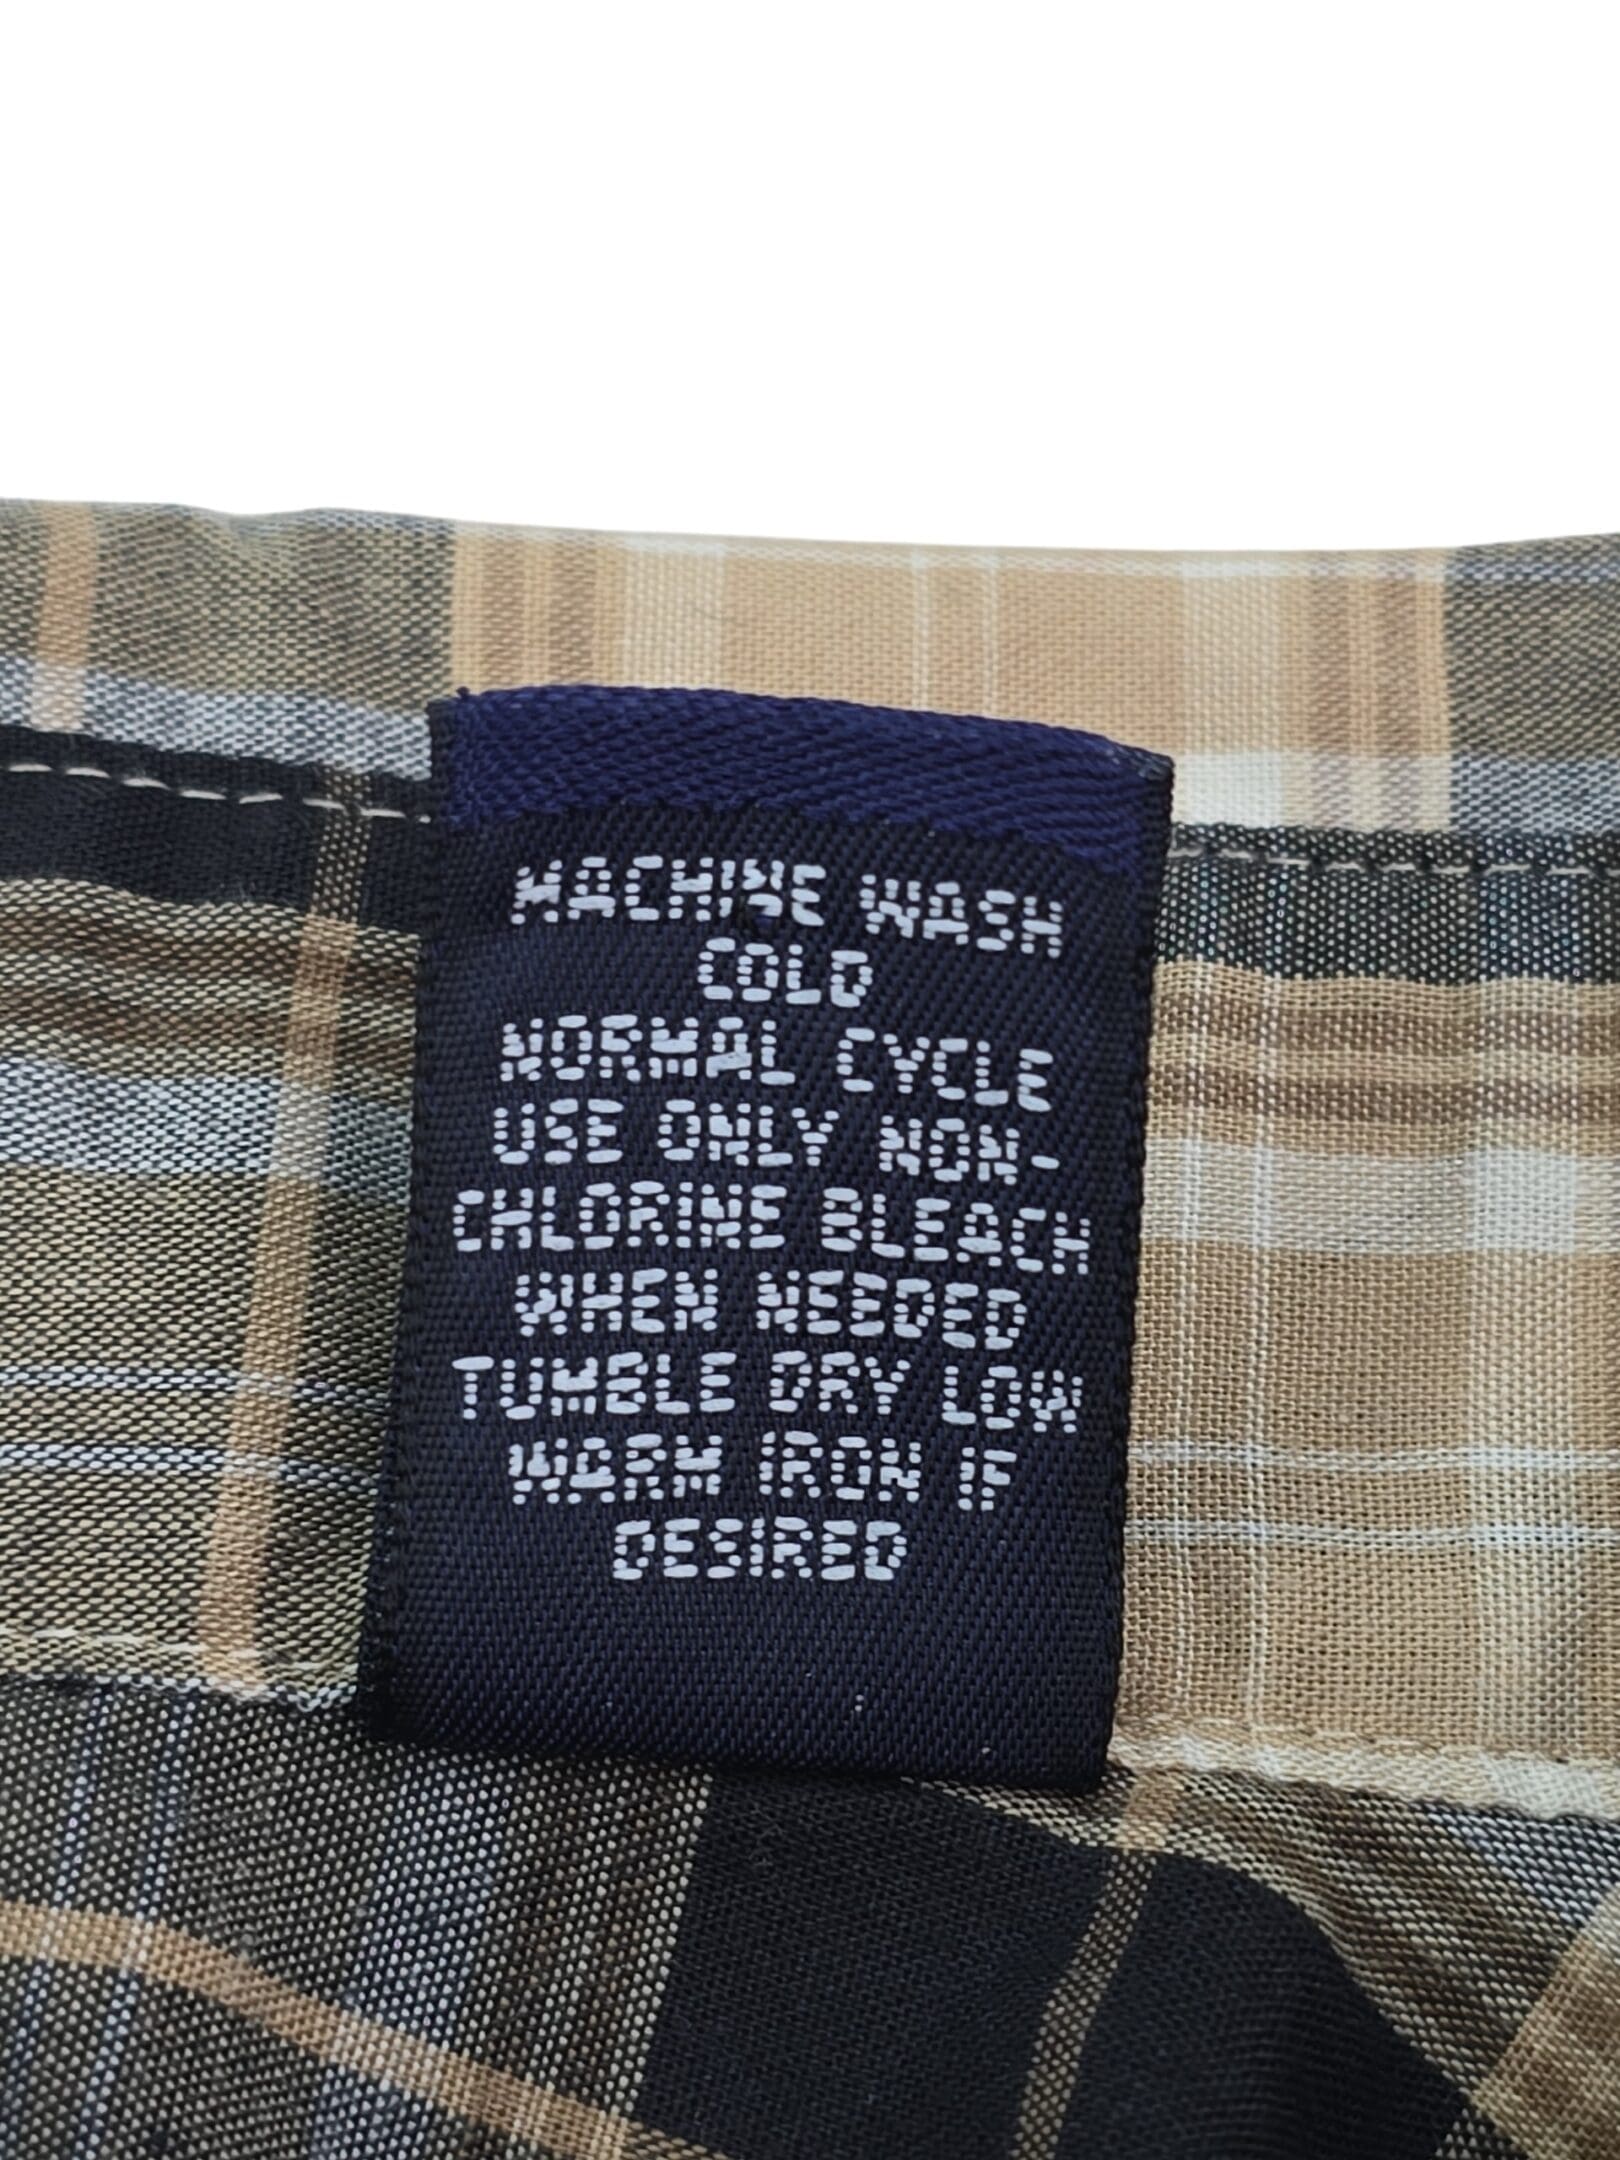 MACHINE WASH
COLD
NORMAL CYCLE
USE ONLY NON-
CHLORINE BLEACH
WHEN NEEDED
TUMBLE DRY LOW
WARM IRON IF
DESIRED